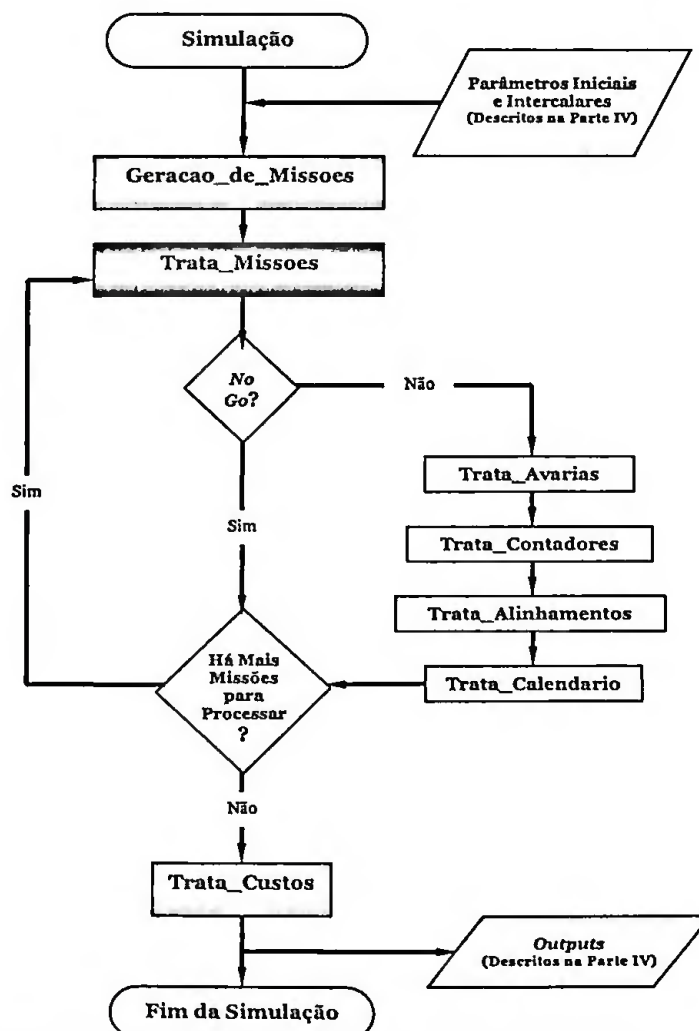 Simulação
Parâmetros Iniciais
e Intercalares
(Descritos na Parte IV)
Geracao_de_Missoes
Trata_Missoes
No
Go?
Não
Trata_Avarias
Sim
Sim
Trata_Contadores
Trata_Alinhamentos
Há Mais
Missões
para
Processar
?
Trata_Calendario
Não
Trata_Custos
Outputs
(Descritos na Parte IV)
Fim da Simulação